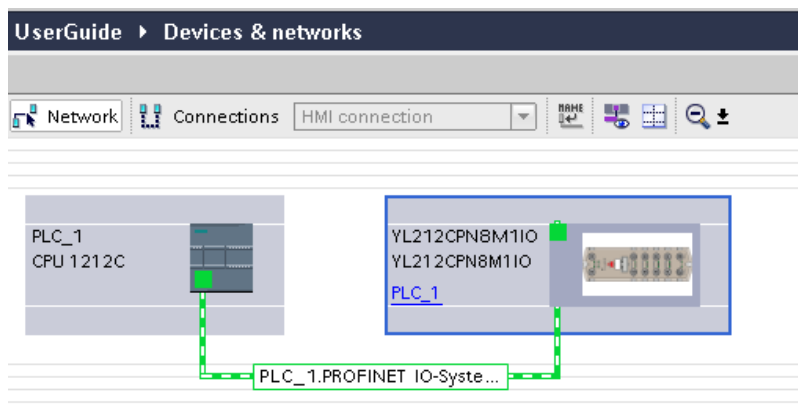 UserGuide ▸ Devices & networks
Network Connections HMI connection
NAME
PLC_1
CPU 1212C
YL212CPN8M1IO
YL212CPN8M1IO
PLC_1
PLC_1.PROFINET IO-Syste...